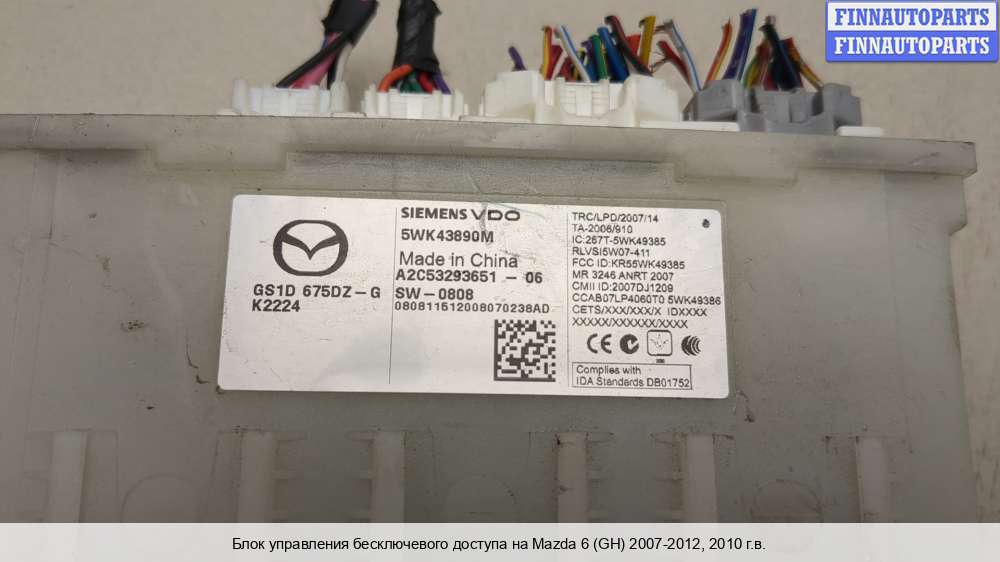 FINNAUTOPARTS
FINNAUTOPARTS
SIEMENS VDO
5WK43890M
Made in China
A2C53293651 - 06
SW-0808
080811512008070238AD
GS1D 675DZ-G
K2224
TRC/LPD/2007/14
TA-2006/910
IC:267T-5WK49385
RLVSI5W07-411
FCC ID:KR55WK49385
MR 3246 ANRT 2007
CMII ID:2007DJ1209
CCAB07LP4060T0 5WK49386
CETS/XXX/XXX/X IDXXXX
XXXXX/XXXXXX/XXXX
CE
Complies with
IDA Standards DB01752
Блок управления бесключевого доступа на Mazda 6 (GH) 2007-2012, 2010 г.в.